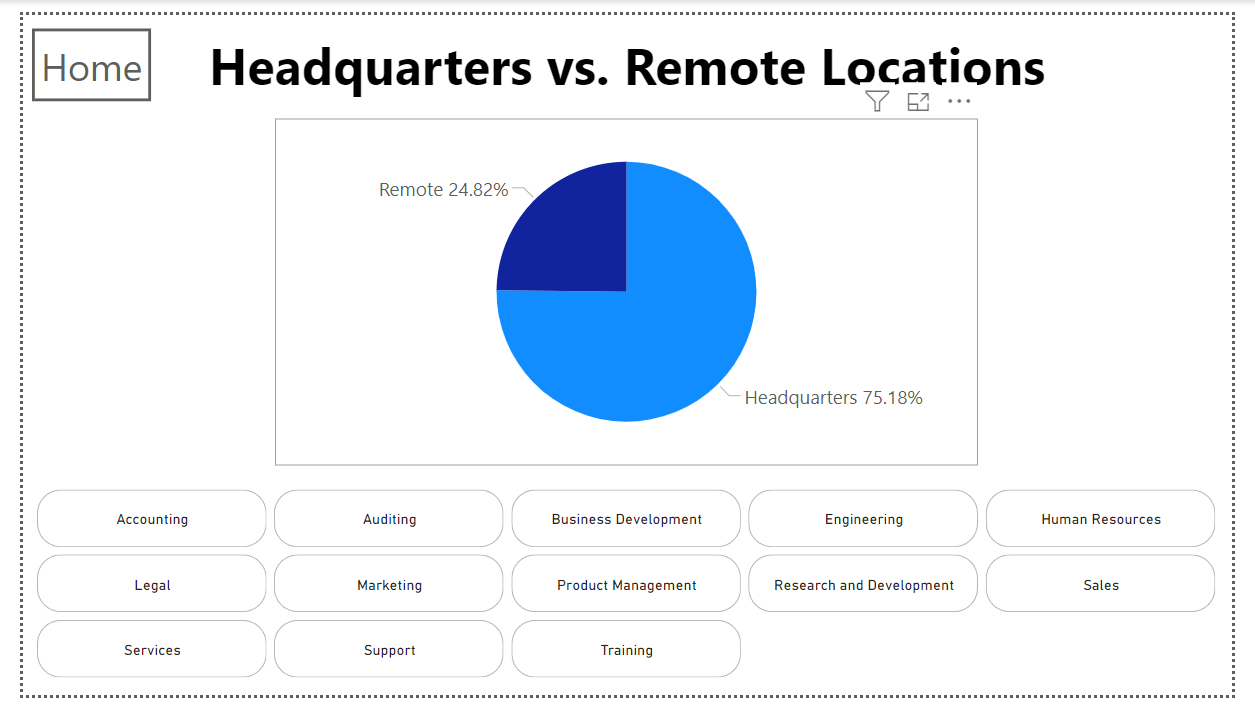 Home
Headquarters vs. Remote Locations
Remote 24.82%
Headquarters 75.18%
Accounting
Auditing
Business Development
Engineering
Human Resources
Legal
Marketing
Product Management
Research and Development
Sales
Services
Support
Training